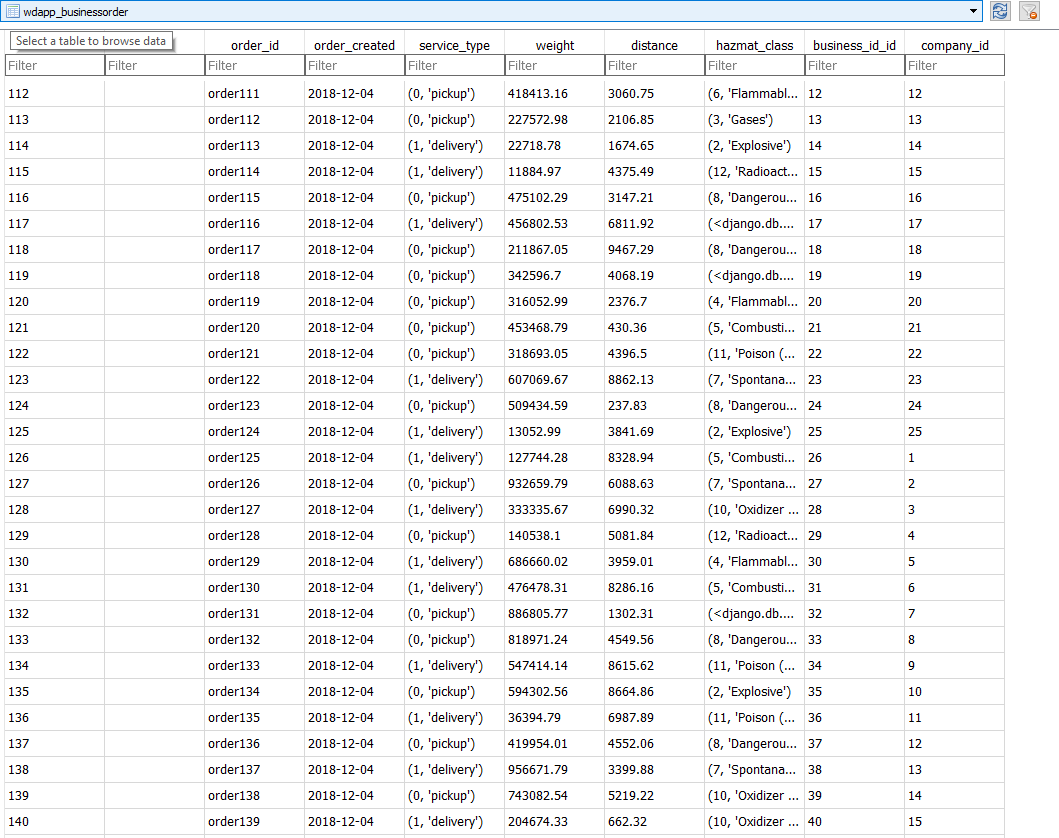 wdapp_businessorder
Select a table to browse data order_id order_created service_type weight distance hazmat_class business_id_id company_id
Filter Filter Filter Filter Filter Filter Filter Filter Filter Filter
112 order111 2018-12-04 (0, 'pickup') 418413.16 3060.75 (6, 'Flammabl... 12 12
113 order112 2018-12-04 (0, 'pickup') 227572.98 2106.85 (3, 'Gases') 13 13
114 order113 2018-12-04 (1, 'delivery') 22718.78 1674.65 (2, 'Explosive') 14 14
115 order114 2018-12-04 (1, 'delivery') 11884.97 4375.49 (12, 'Radioact... 15 15
116 order115 2018-12-04 (0, 'pickup') 475102.29 3147.21 (8, 'Dangerou... 16 16
117 order116 2018-12-04 (1, 'delivery') 456802.53 6811.92 (<django.db.... 17 17
118 order117 2018-12-04 (0, 'pickup') 211867.05 9467.29 (8, 'Dangerou... 18 18
119 order118 2018-12-04 (0, 'pickup') 342596.7 4068.19 (<django.db.... 19 19
120 order119 2018-12-04 (0, 'pickup') 316052.99 2376.7 (4, 'Flammabl... 20 20
121 order120 2018-12-04 (0, 'pickup') 453468.79 430.36 (5, 'Combusti... 21 21
122 order121 2018-12-04 (0, 'pickup') 318693.05 4396.5 (11, 'Poison (... 22 22
123 order122 2018-12-04 (1, 'delivery') 607069.67 8862.13 (7, 'Spontana... 23 23
124 order123 2018-12-04 (0, 'pickup') 509434.59 237.83 (8, 'Dangerou... 24 24
125 order124 2018-12-04 (1, 'delivery') 13052.99 3841.69 (2, 'Explosive') 25 25
126 order125 2018-12-04 (1, 'delivery') 127744.28 8328.94 (5, 'Combusti... 26 1
127 order126 2018-12-04 (0, 'pickup') 932659.79 6088.63 (7, 'Spontana... 27 2
128 order127 2018-12-04 (1, 'delivery') 333335.67 6990.32 (10, 'Oxidizer ... 28 3
129 order128 2018-12-04 (0, 'pickup') 140538.1 5081.84 (12, 'Radioact... 29 4
130 order129 2018-12-04 (1, 'delivery') 686660.02 3959.01 (4, 'Flammabl... 30 5
131 order130 2018-12-04 (1, 'delivery') 476478.31 8286.16 (5, 'Combusti... 31 6
132 order131 2018-12-04 (0, 'pickup') 886805.77 1302.31 (<django.db.... 32 7
133 order132 2018-12-04 (0, 'pickup') 818971.24 4549.56 (8, 'Dangerou... 33 8
134 order133 2018-12-04 (1, 'delivery') 547414.14 8615.62 (11, 'Poison (... 34 9
135 order134 2018-12-04 (0, 'pickup') 594302.56 8664.86 (2, 'Explosive') 35 10
136 order135 2018-12-04 (1, 'delivery') 36394.79 6987.89 (11, 'Poison (... 36 11
137 order136 2018-12-04 (0, 'pickup') 419954.01 4552.06 (8, 'Dangerou... 37 12
138 order137 2018-12-04 (1, 'delivery') 956671.79 3399.88 (7, 'Spontana... 38 13
139 order138 2018-12-04 (0, 'pickup') 743082.54 5219.22 (10, 'Oxidizer ... 39 14
140 order139 2018-12-04 (1, 'delivery') 204674.33 662.32 (10, 'Oxidizer ... 40 15